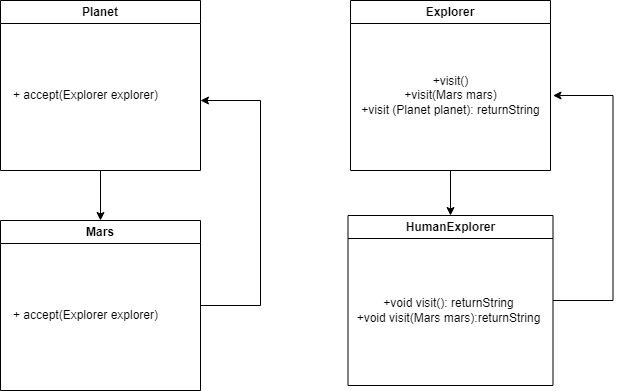 Planet
+ accept(Explorer explorer)
Mars
+ accept(Explorer explorer)
Explorer
+visit()
+visit(Mars mars)
+visit (Planet planet): returnString
HumanExplorer
+void visit(): returnString
+void visit(Mars mars):returnString